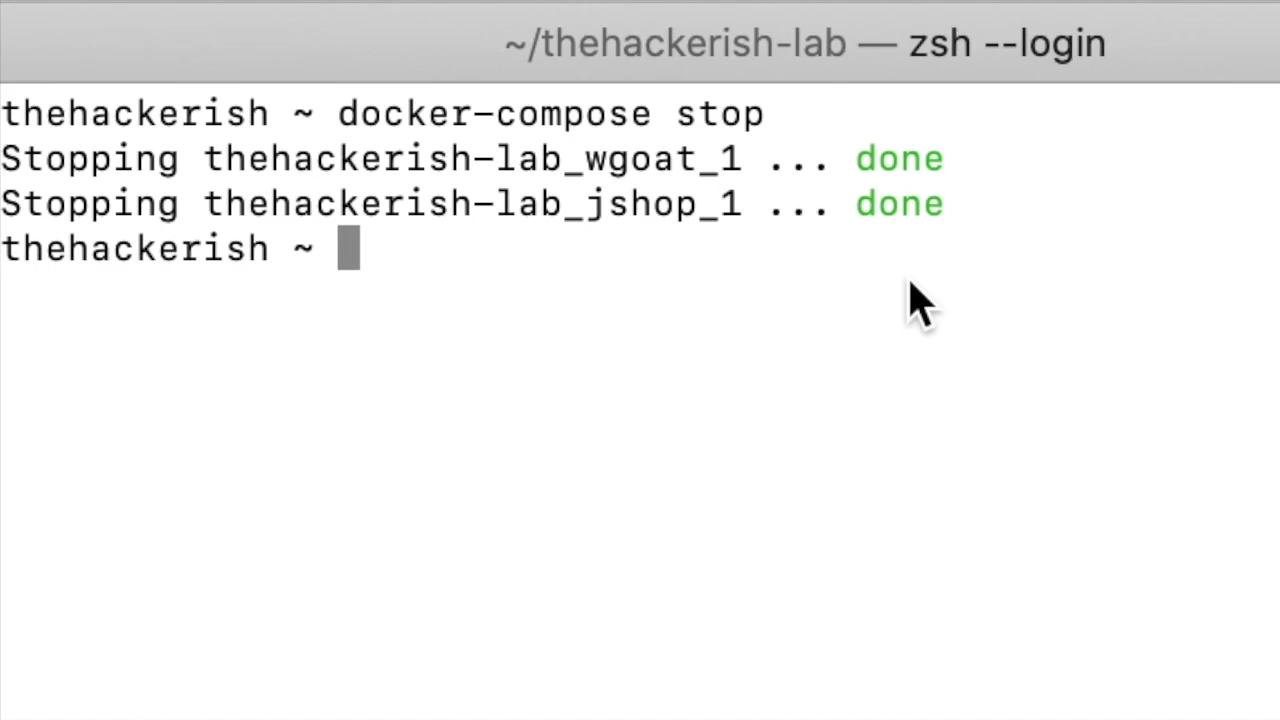 ~/thehackerish-lab — zsh --login
thehackerish ~ docker-compose stop
Stopping thehackerish-lab_wgoat_1 ... done
Stopping thehackerish-lab_jshop_1 ... done
thehackerish ~